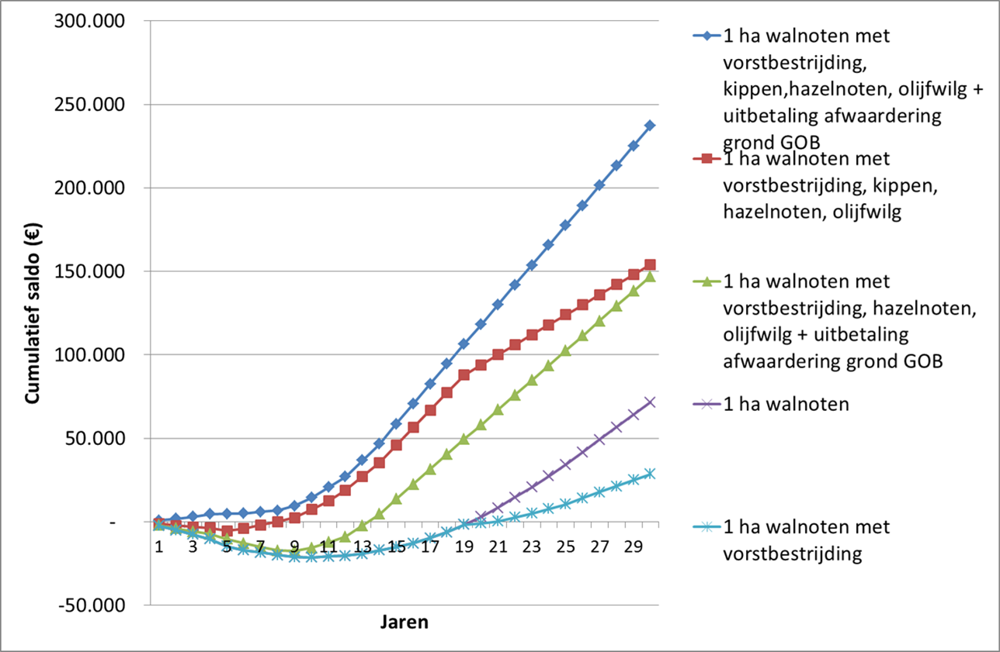 300.000
250.000
200.000
150.000
100.000
50.000
-
-50.000
Cumulatief saldo (€)
1 3 5 7 9 11 13 15 17 19 21 23 25 27 29
Jaren
1 ha walnoten met
vorstbestrijding,
kippen,hazelnoten, olijfwilg +
uitbetaling afwaardering
grond GOB
1 ha walnoten met
vorstbestrijding, kippen,
hazelnoten, olijfwilg
1 ha walnoten met
vorstbestrijding, hazelnoten,
olijfwilg + uitbetaling
afwaardering grond GOB
1 ha walnoten
1 ha walnoten met
vorstbestrijding